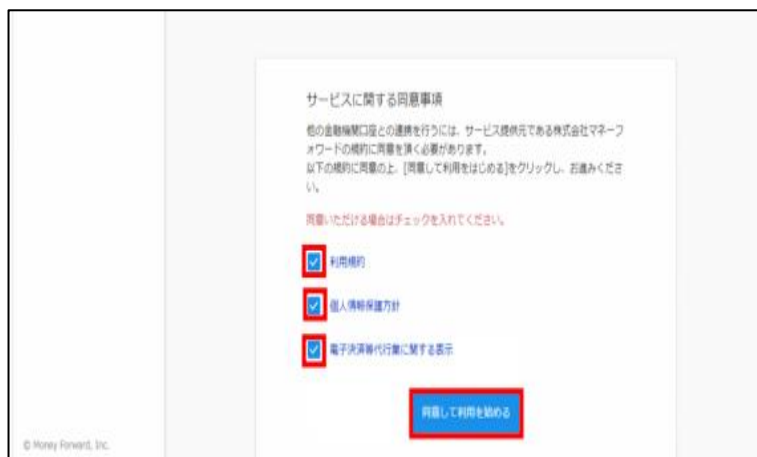 サービスに関する同意事項
他の金融機関口座との連携を行うには、サービス提供元である株式会社マネーフ
ォワードの規約に同意を頂く必要があります。
以下の規約に同意の上、[同意して利用をはじめる]をクリックし、お進みくださ
い。
同意いただける場合はチェックを入れてください。
利用規約
個人情報保護方針
電子決済等代行業に関する表示
同意して利用を始める
© Money Forward, Inc.